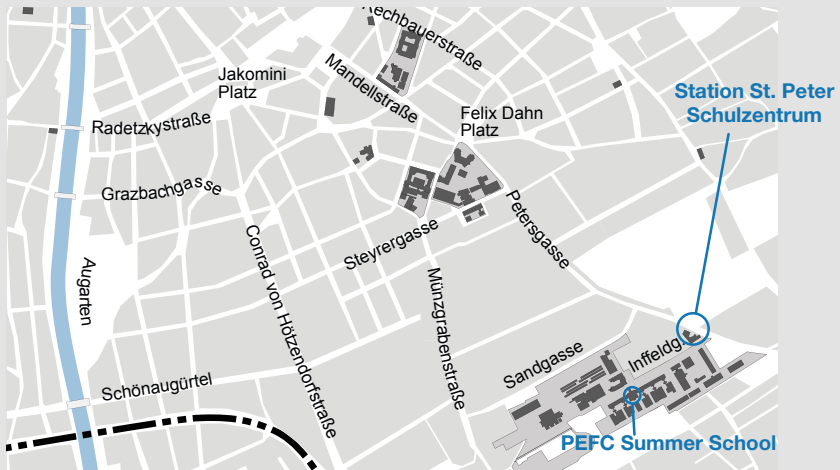 Rechbauerstraße
Mandellstraße
Jakomini
Platz
Station St. Peter
Schulzentrum
Felix Dahn
Platz
Radetzkystraße
Grazbachgasse
Petersgasse
Steyrergasse
Conrad von Hötzendorfstraße
Augarten
Münzgrabenstraße
Sandgasse
Inffeldg.
Schönaugürtel
PEFC Summer School